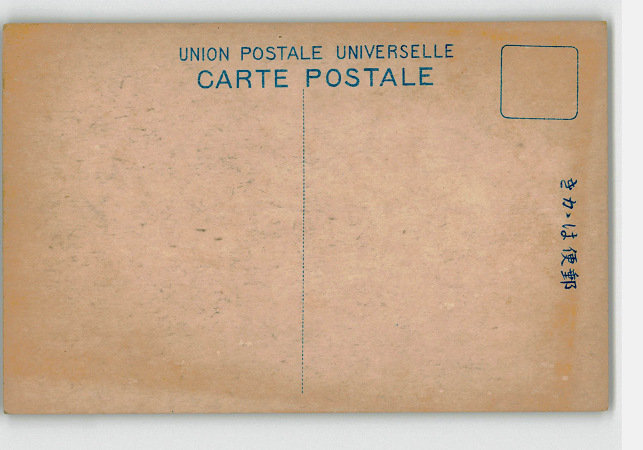 UNION POSTALE UNIVERSELLE
CARTE POSTALE
きかﾞは便郵